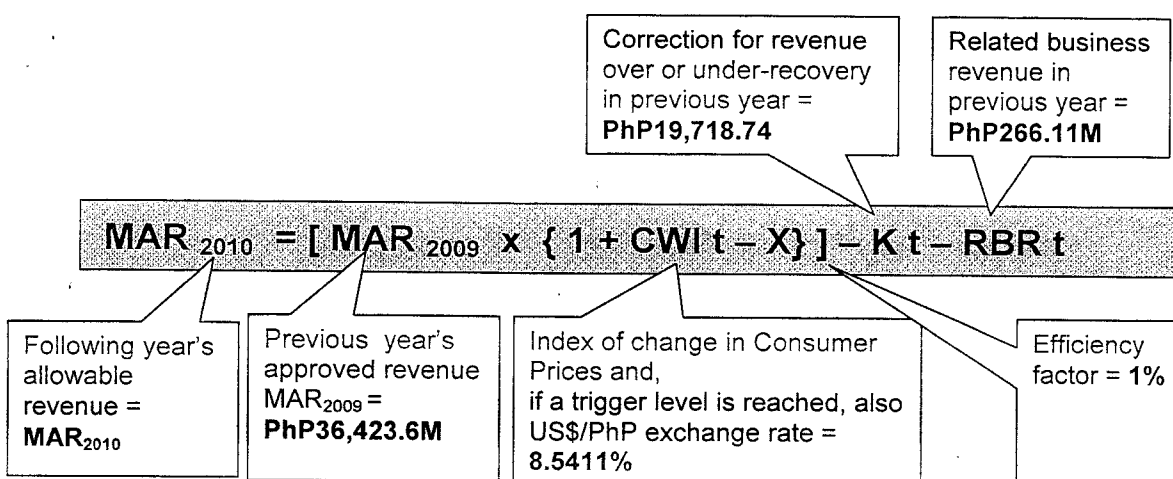 Correction for revenue
over or under-recovery
in previous year =
PhP19,718.74
Related business
revenue in
previous year =
PhP266.11M
MAR 2010 = [ MAR 2009 x { 1 + CWI t – X} ] – K t – RBR t
Following year's
allowable
revenue =
MAR2010
Previous year's
approved revenue
MAR2009 =
PhP36,423.6M
Index of change in Consumer
Prices and,
if a trigger level is reached, also
US$/PhP exchange rate =
8.5411%
Efficiency
factor = 1%